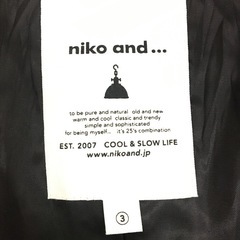 niko and...
to be pure and natural old and new
warm and cool classic and trendy
simple and sophisticated
for being myself... it's 25's combination
EST. 2007 COOL & SLOW LIFE
www.nikoand.jp
3